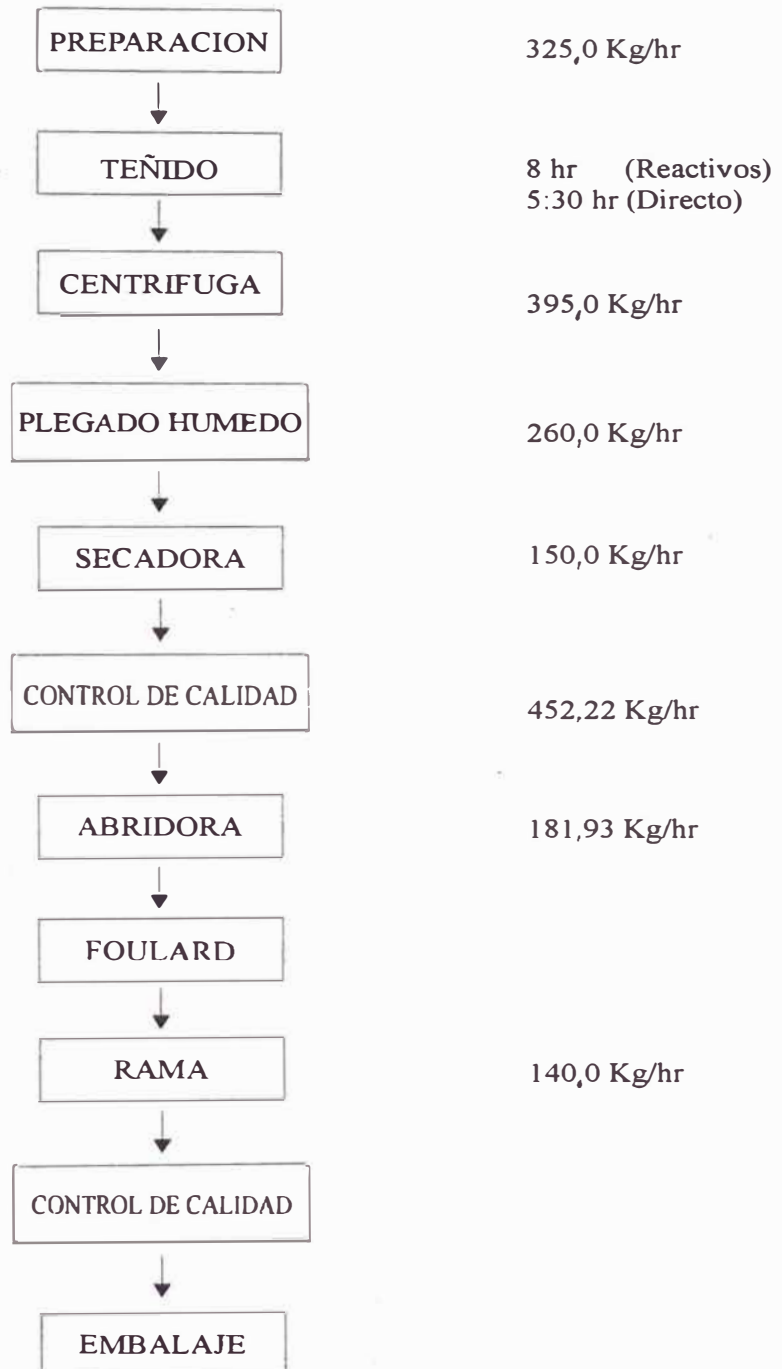 PREPARACION 325,0 Kg/hr
TEÑIDO 8 hr (Reactivos)
5:30 hr (Directo)
CENTRIFUGA 395,0 Kg/hr
PLEGADO HUMEDO 260,0 Kg/hr
SECADORA 150,0 Kg/hr
CONTROL DE CALIDAD 452,22 Kg/hr
ABRIDORA 181,93 Kg/hr
FOULARD
RAMA 140,0 Kg/hr
CONTROL DE CALIDAD
EMBALAJE